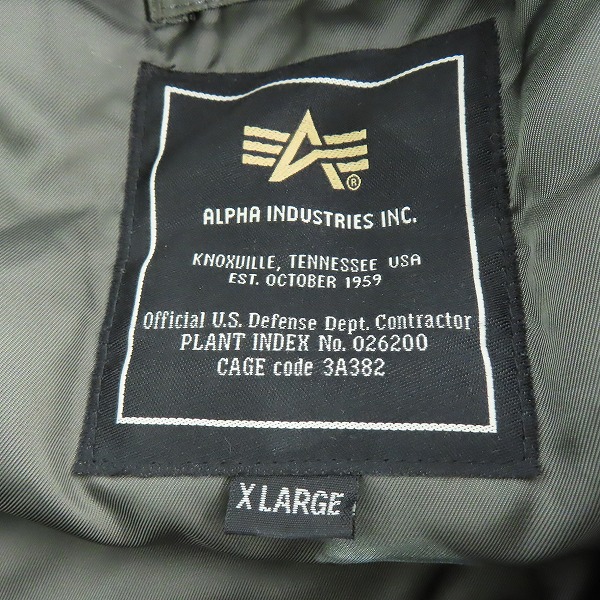 ®
ALPHA INDUSTRIES INC.
KNOXVILLE, TENNESSEE USA
EST. OCTOBER 1959
Official U.S. Defense Dept. Contractor
PLANT INDEX No. 026200
CAGE code 3A382
X LARGE